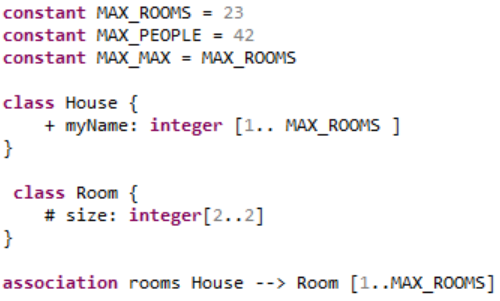 constant MAX_ROOMS = 23
constant MAX_PEOPLE = 42
constant MAX_MAX = MAX_ROOMS
class House {
+ myName: integer [1.. MAX_ROOMS ]
}
class Room {
# size: integer[2..2]
}
association rooms House --> Room [1..MAX_ROOMS]